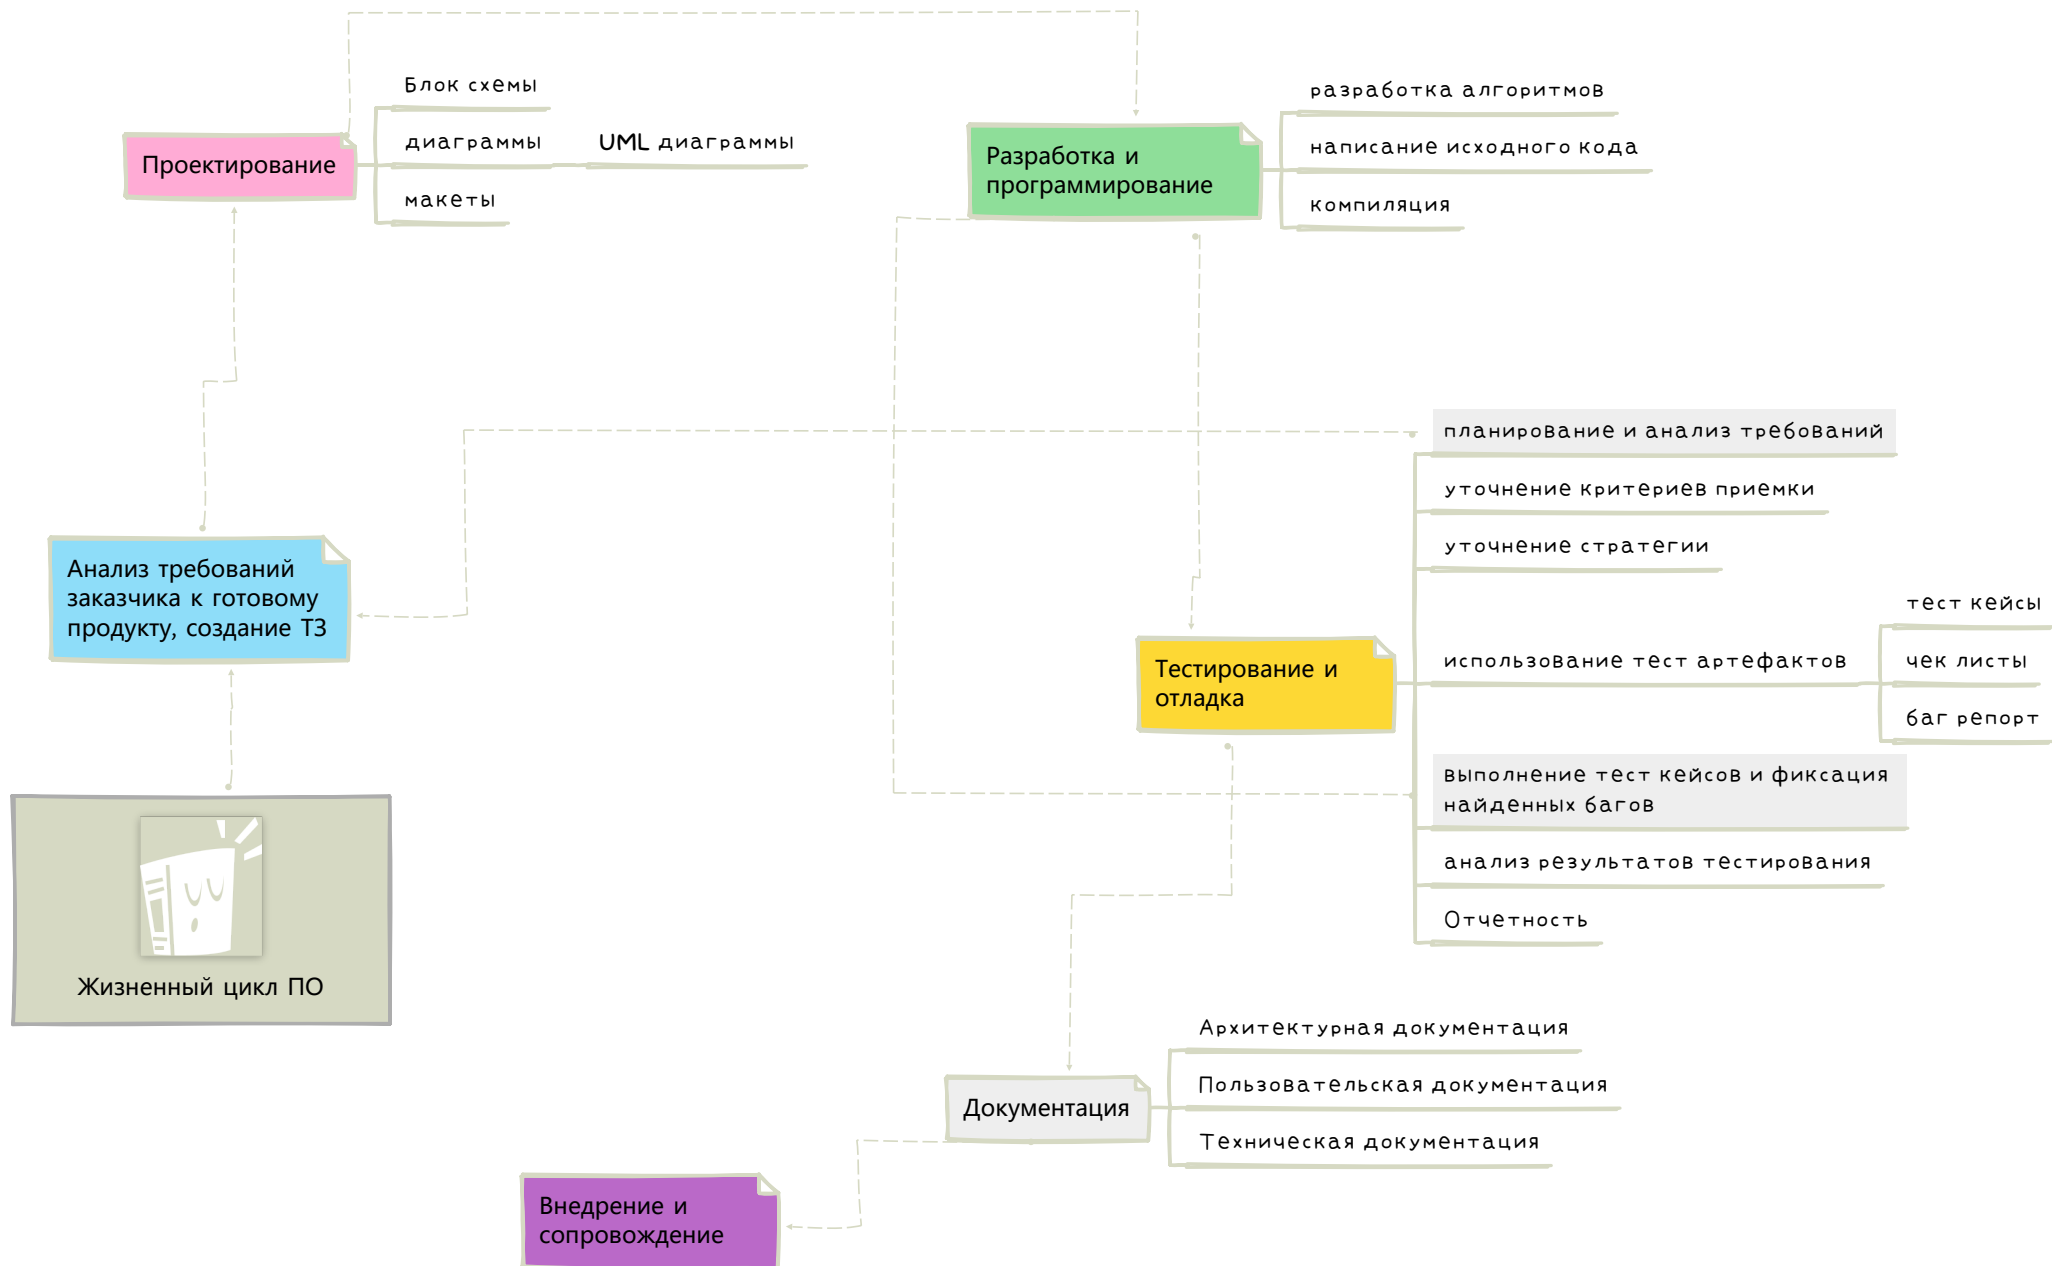 Блок схемы
диаграммы
UML диаграммы
макеты
Проектирование
Разработка и
программирование
разработка алгоритмов
написание исходного кода
компиляция
планирование и анализ требований
уточнение критериев приемки
уточнение стратегии
использование тест артефактов
тест кейсы
чек листы
баг репорт
Анализ требований
заказчика к готовому
продукту, создание ТЗ
Тестирование и
отладка
выполнение тест кейсов и фиксация
найденных багов
анализ результатов тестирования
Отчетность
Жизненный цикл ПО
Архитектурная документация
Пользовательская документация
Техническая документация
Документация
Внедрение и
сопровождение